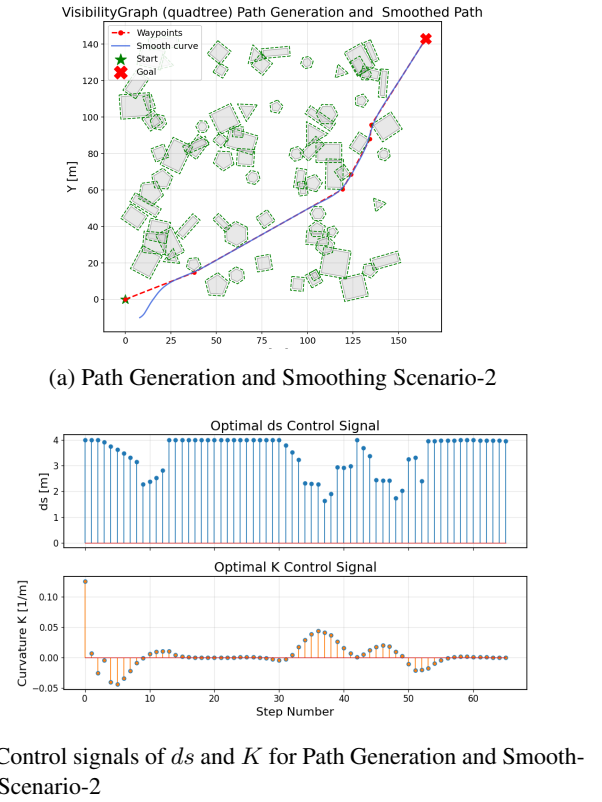 VisibilityGraph (quadtree) Path Generation and  Smoothed Path
Waypoints
Smooth curve
Start
Goal
Y [m]
140
120
100
80
60
40
20
0
0 25 50 75 100 125 150
(a) Path Generation and Smoothing Scenario-2
Optimal ds Control Signal
ds [m]
4
3
2
1
0
Optimal K Control Signal
Curvature K [1/m]
0.10
0.05
0.00
−0.05
0 10 20 30 40 50 60
Step Number
Control signals of ds and K for Path Generation and Smooth-
Scenario-2